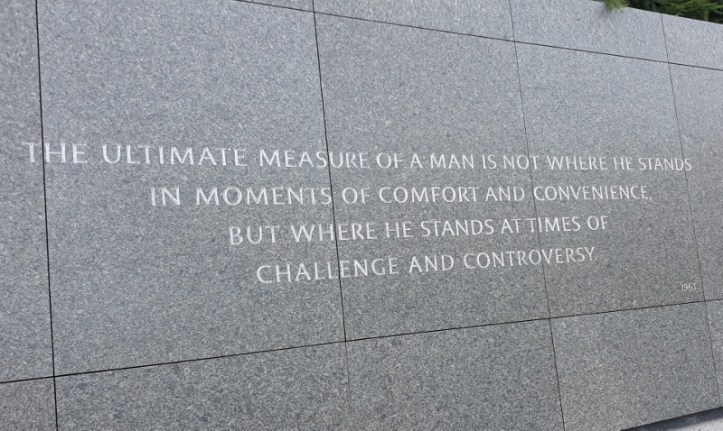 THE ULTIMATE MEASURE OF A MAN IS NOT WHERE HE STANDS
IN MOMENTS OF COMFORT AND CONVENIENCE,
BUT WHERE HE STANDS AT TIMES OF
CHALLENGE AND CONTROVERSY.
1963